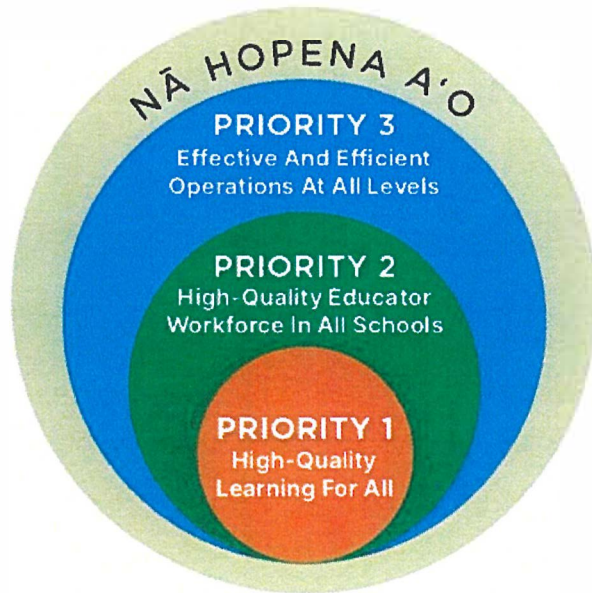 NĀ HOPENA AʻO
PRIORITY 3
Effective And Efficient
Operations At All Levels
PRIORITY 2
High-Quality Educator
Workforce In All Schools
PRIORITY 1
High-Quality
Learning For All